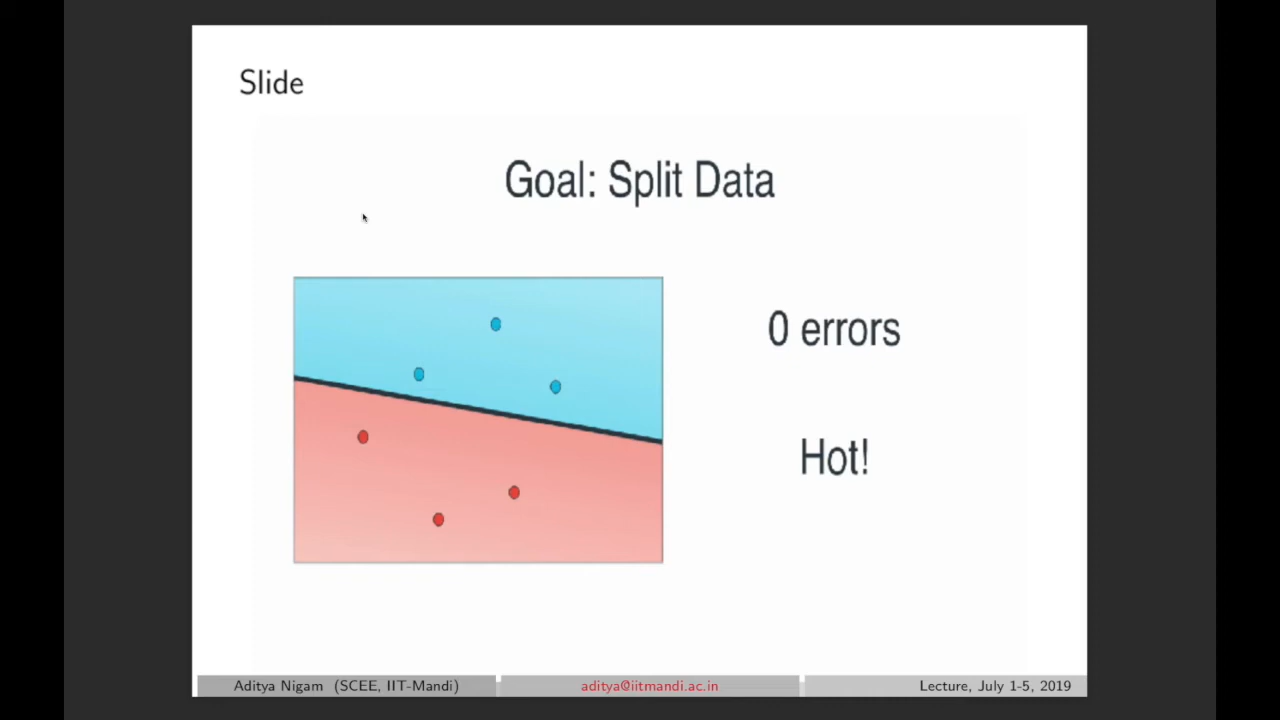 Slide
Goal: Split Data
0 errors
Hot!
Aditya Nigam (SCEE, IIT-Mandi)
aditya@iitmandi.ac.in
Lecture, July 1-5, 2019